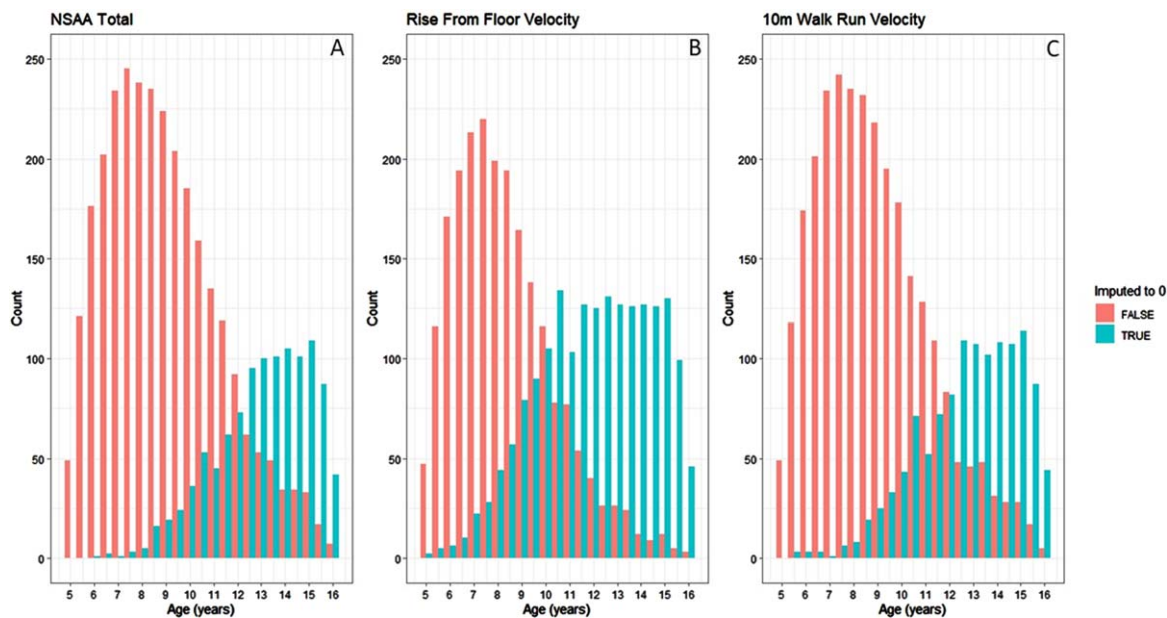 NSAA Total
A
250
200
150
100
50
0
Count
5 6 7 8 9 10 11 12 13 14 15 16
Age (years)
Rise From Floor Velocity
B
250
200
150
100
50
0
Count
5 6 7 8 9 10 11 12 13 14 15 16
Age (years)
10m Walk Run Velocity
C
250
200
150
100
50
0
Count
5 6 7 8 9 10 11 12 13 14 15 16
Age (years)
Imputed to 0
FALSE
TRUE